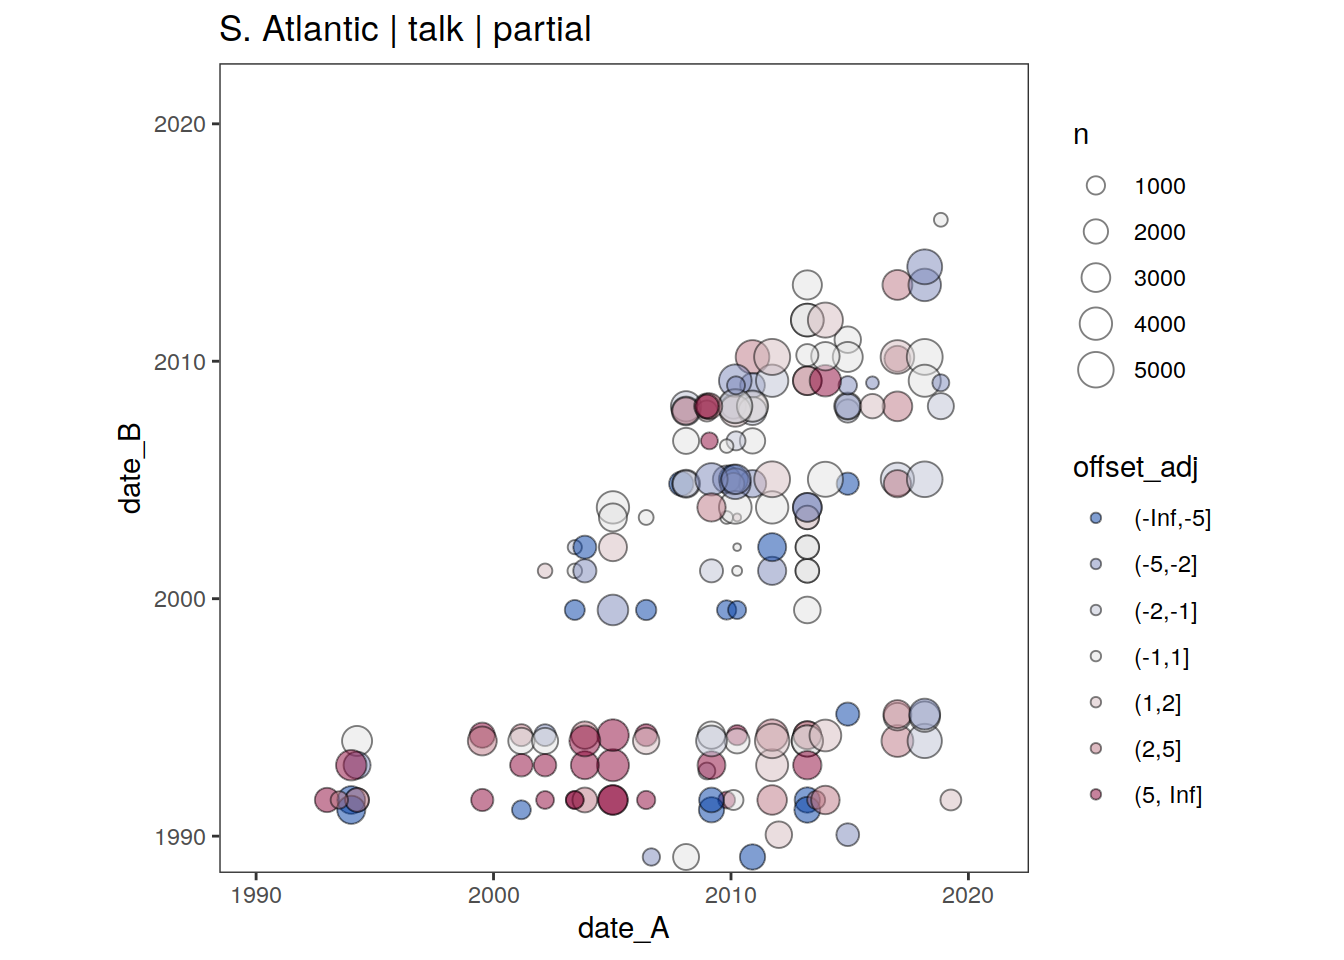 S. Atlantic | talk | partial
2020
2010
2000
1990
date_B
1990
2000
2010
2020
date_A
n
1000
2000
3000
4000
5000
offset_adj
(-Inf,-5]
(-5,-2]
(-2,-1]
(-1,1]
(1,2]
(2,5]
(5, Inf]